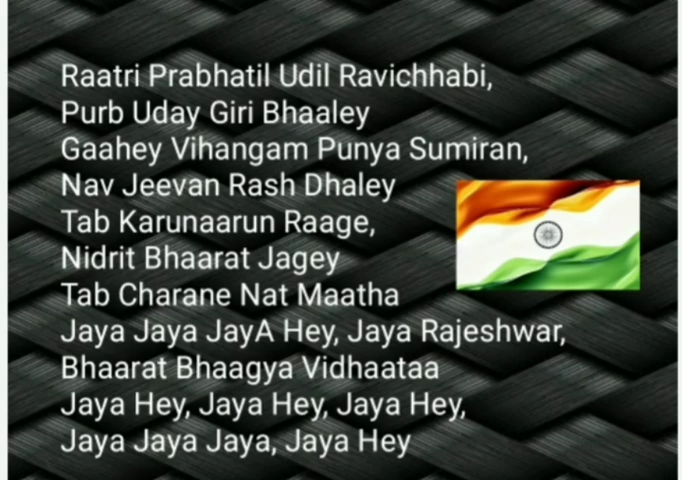 Raatri Prabhatil Udil Ravichhabi,
Purb Uday Giri Bhaaley
Gaahey Vihangam Punya Sumiran,
Nav Jeevan Rash Dhaley
Tab Karunaarun Raage,
Nidrit Bhaarat Jagey
Tab Charane Nat Maatha
Jaya Jaya JayA Hey, Jaya Rajeshwar,
Bhaarat Bhaagya Vidhaataa
Jaya Hey, Jaya Hey, Jaya Hey,
Jaya Jaya Jaya, Jaya Hey